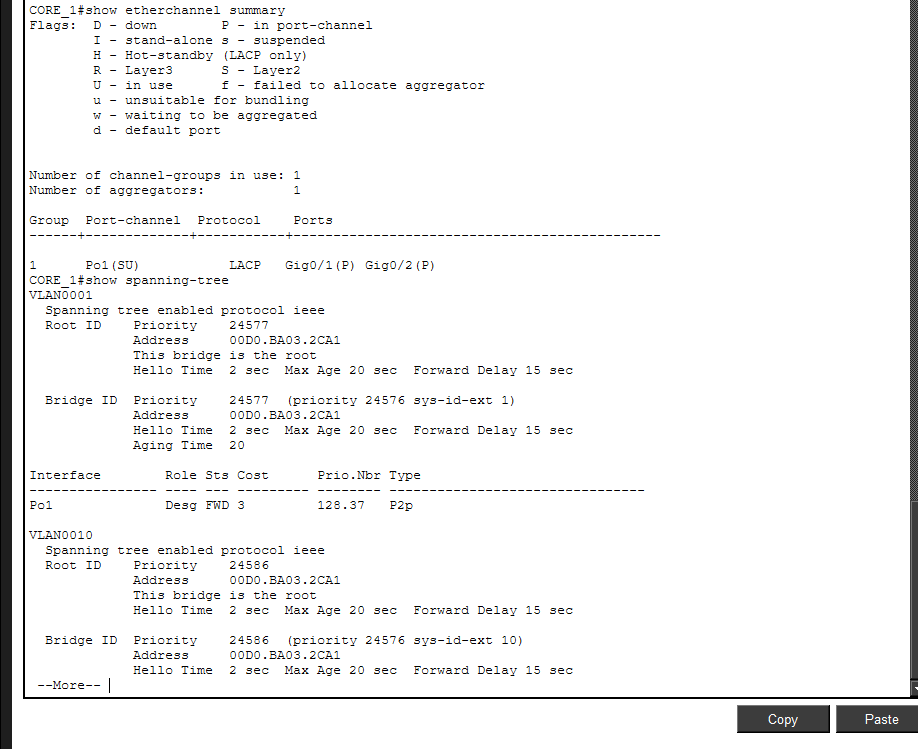 CORE_1#show etherchannel summary
Flags:  D - down        P - in port-channel
        I - stand-alone s - suspended
        H - Hot-standby (LACP only)
        R - Layer3      S - Layer2
        U - in use      f - failed to allocate aggregator
        u - unsuitable for bundling
        w - waiting to be aggregated
        d - default port
Number of channel-groups in use: 1
Number of aggregators:           1
Group  Port-channel  Protocol    Ports
------+-------------+-----------+----------------------------------------------
1      Po1(SU)           LACP   Gig0/1(P) Gig0/2(P)
CORE_1#show spanning-tree
VLAN0001
  Spanning tree enabled protocol ieee
  Root ID    Priority    24577
             Address     00D0.BA03.2CA1
             This bridge is the root
             Hello Time  2 sec  Max Age 20 sec  Forward Delay 15 sec
  Bridge ID  Priority    24577  (priority 24576 sys-id-ext 1)
             Address     00D0.BA03.2CA1
             Hello Time  2 sec  Max Age 20 sec  Forward Delay 15 sec
             Aging Time  20
Interface        Role Sts Cost      Prio.Nbr Type
---------------- ---- --- --------- -------- --------------------------------
Po1              Desg FWD 3         128.37   P2p
VLAN0010
  Spanning tree enabled protocol ieee
  Root ID    Priority    24586
             Address     00D0.BA03.2CA1
             This bridge is the root
             Hello Time  2 sec  Max Age 20 sec  Forward Delay 15 sec
  Bridge ID  Priority    24586  (priority 24576 sys-id-ext 10)
             Address     00D0.BA03.2CA1
             Hello Time  2 sec  Max Age 20 sec  Forward Delay 15 sec
 --More--
Copy Paste